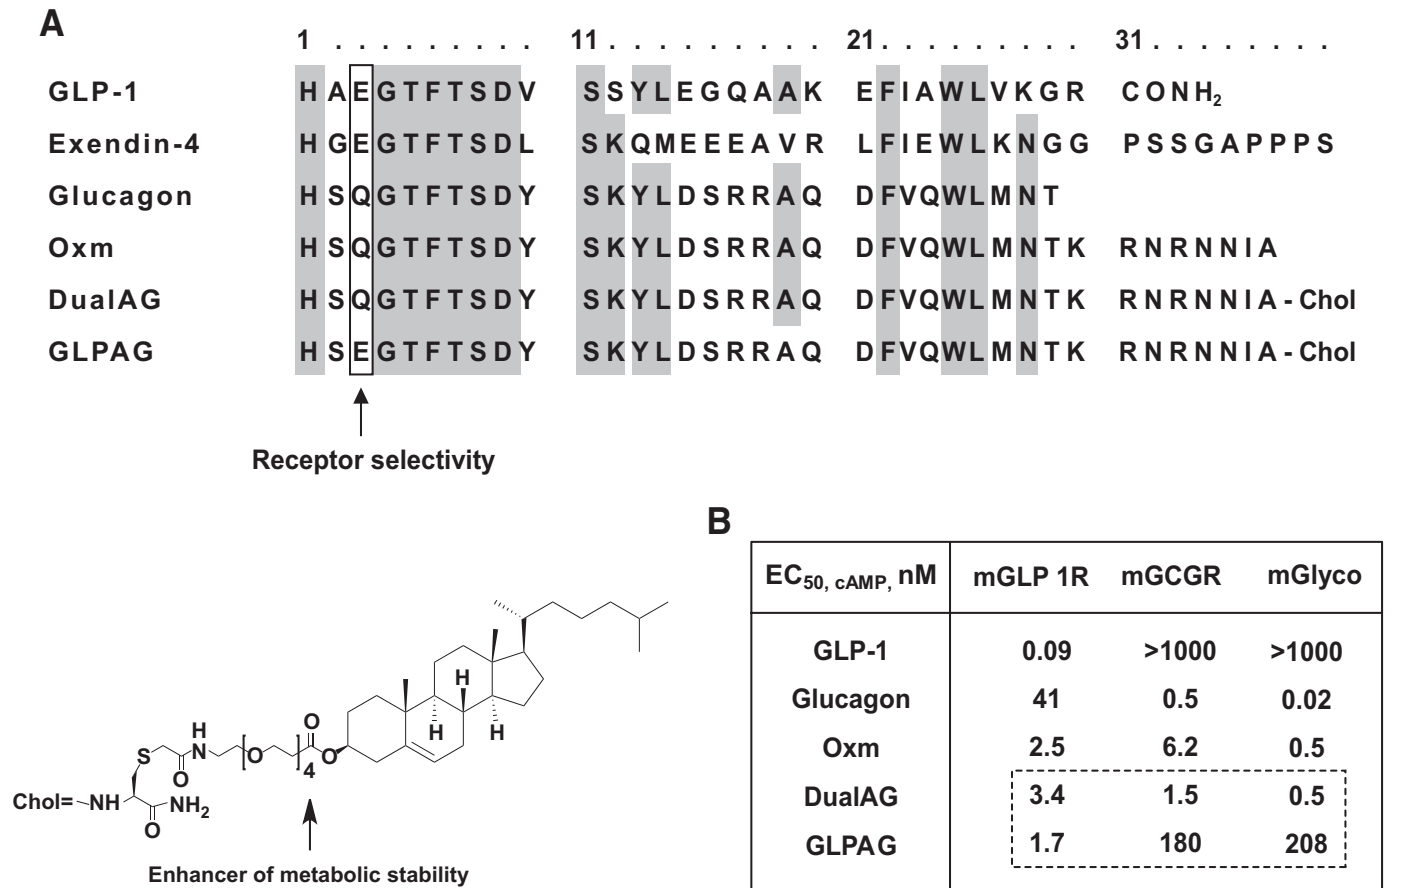 A
1 . . . . . . . . . 11 . . . . . . . . . 21 . . . . . . . . . 31 . . . . . . . .
GLP-1 H A E G T F T S D V S S Y L E G Q A A K E F I A W L V K G R C O N H₂
Exendin-4 H G E G T F T S D L S K Q M E E E A V R L F I E W L K N G G P S S G A P P P S
Glucagon H S Q G T F T S D Y S K Y L D S R R A Q D F V Q W L M N T
Oxm H S Q G T F T S D Y S K Y L D S R R A Q D F V Q W L M N T K R N R N N I A
DualAG H S Q G T F T S D Y S K Y L D S R R A Q D F V Q W L M N T K R N R N N I A - Chol
GLPAG H S E G T F T S D Y S K Y L D S R R A Q D F V Q W L M N T K R N R N N I A - Chol
Receptor selectivity
H
H
H
O
H
N
S
O
O
4
O
Chol= NH
NH₂
O
Enhancer of metabolic stability
B
EC₅₀, cAMP, nM mGLP 1R mGCGR mGlyco
GLP-1 0.09 >1000 >1000
Glucagon 41 0.5 0.02
Oxm 2.5 6.2 0.5
DualAG 3.4 1.5 0.5
GLPAG 1.7 180 208